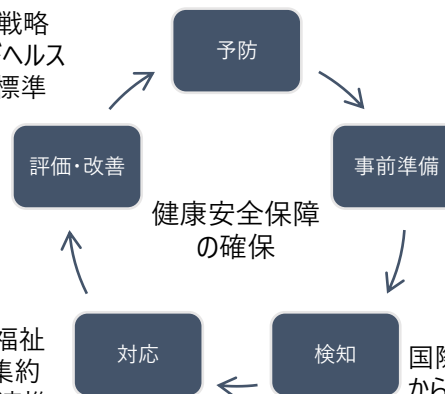 戦略
ヘルス
標準
予防
評価・改善
事前準備
健康安全保障
の確保
福祉
集約
対応
検知
国際
から